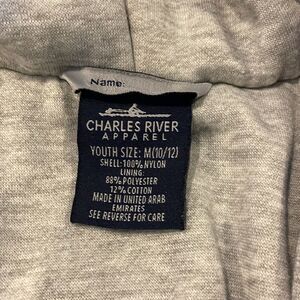 Name:
CHARLES RIVER
APPAREL
YOUTH SIZE: M(10/12)
SHELL: 100% NYLON
LINING:
88% POLYESTER
12% COTTON
MADE IN UNITED ARAB
EMIRATES
SEE REVERSE FOR CARE